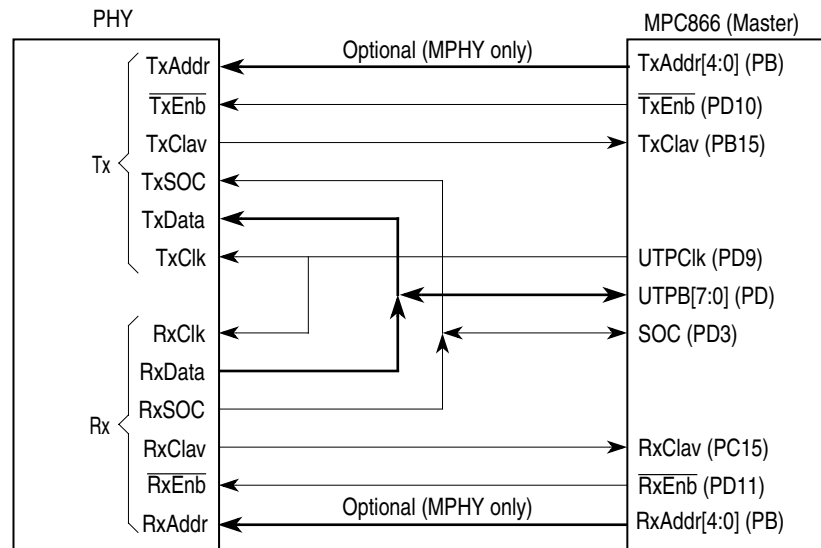 PHY
MPC866 (Master)
Optional (MPHY only)
TxAddr
TxAddr[4:0] (PB)
TxEnb
TxEnb (PD10)
TxClav
TxClav (PB15)
Tx
TxSOC
TxData
TxClk
UTPClk (PD9)
UTPB[7:0] (PD)
RxClk
SOC (PD3)
RxData
RxSOC
Rx
RxClav
RxClav (PC15)
RxEnb
RxEnb (PD11)
Optional (MPHY only)
RxAddr
RxAddr[4:0] (PB)